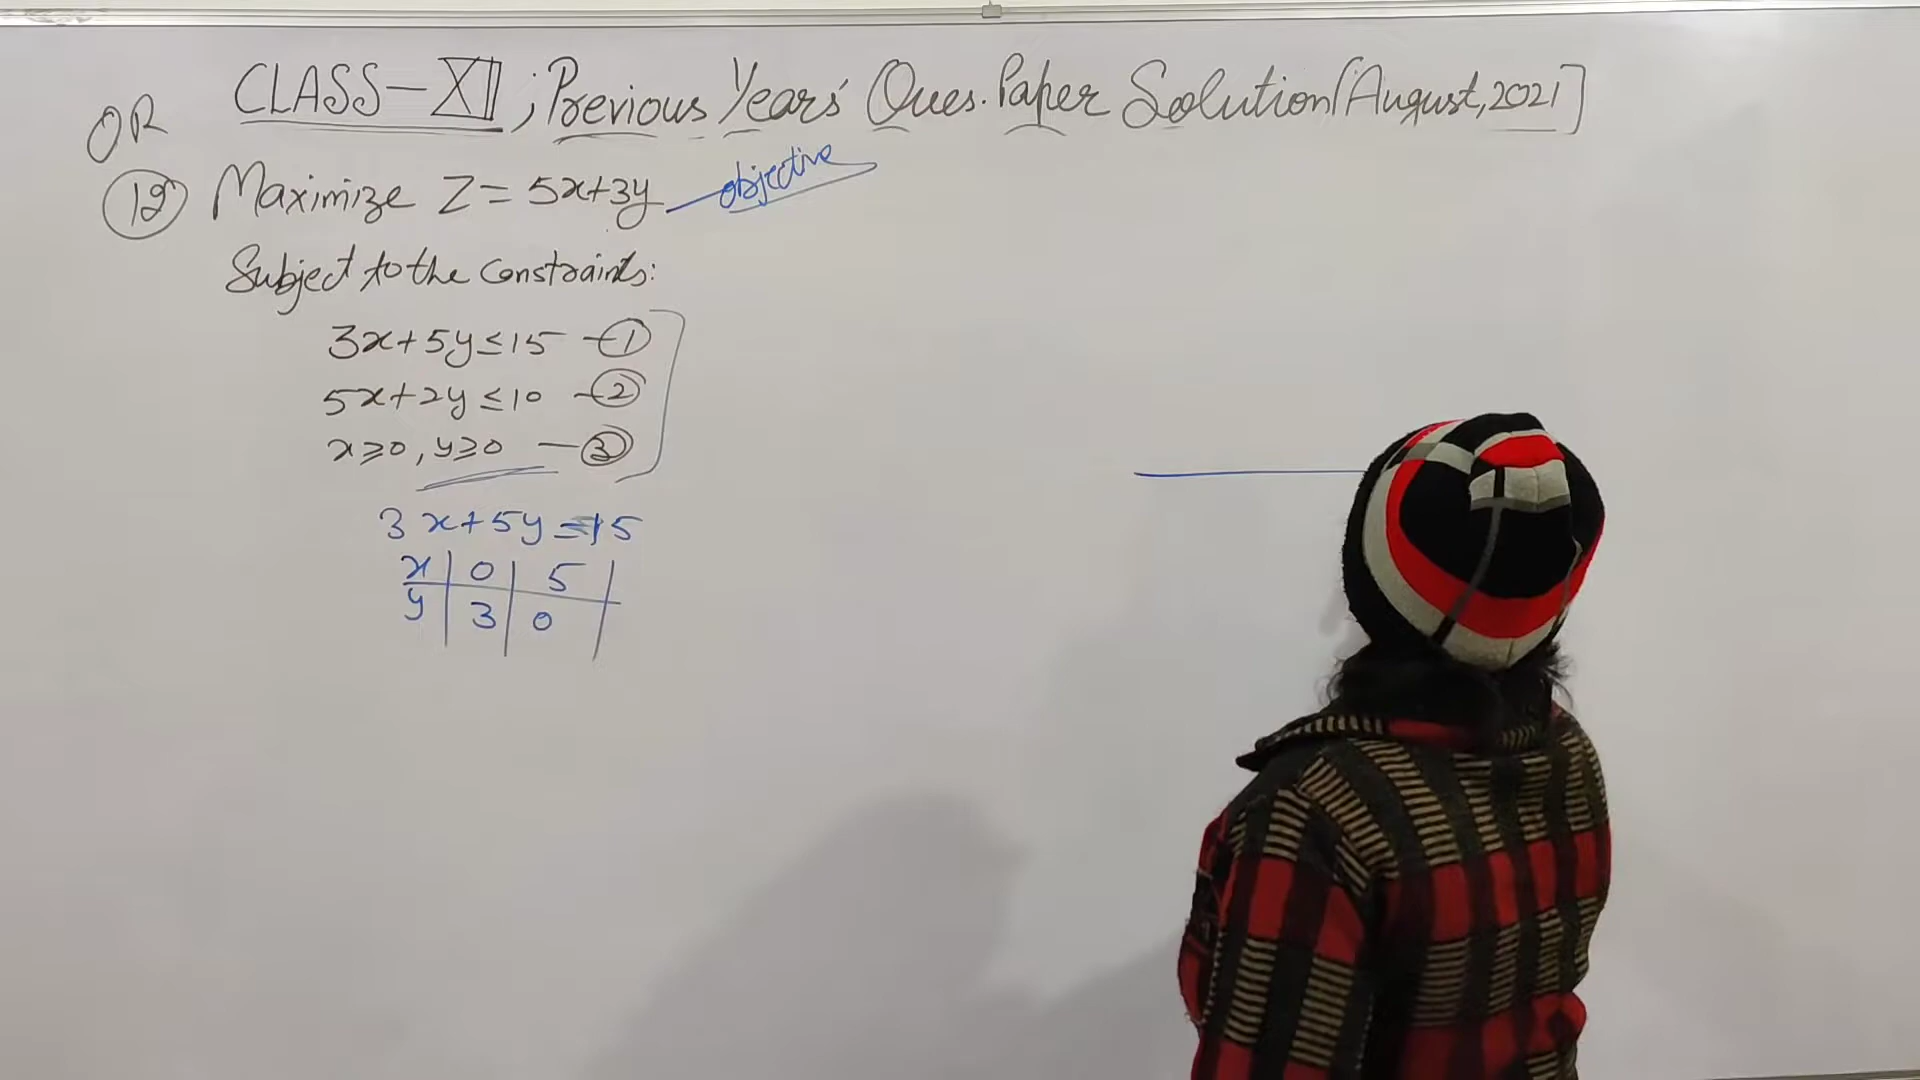 CLASS-XII; Previous Years' Ques. Paper Solution [August, 2021]
OR
12 Maximize Z = 5x+3y objective
Subject to the Constraints:
3x+5y≤15 -①
5x+2y≤10 -②
x≥0, y≥0 -③
3x+5y=15
x | 0 | 5 |
y | 3 | 0